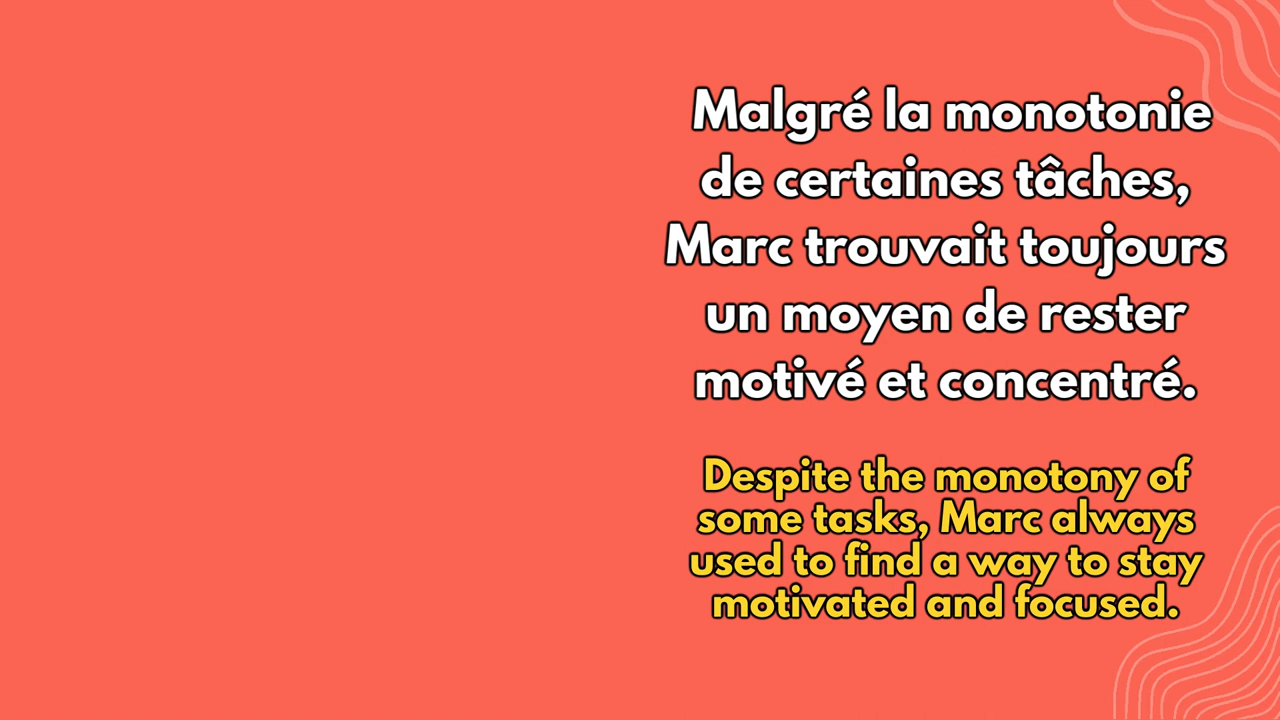 Malgré la monotonie
de certaines tâches,
Marc trouvait toujours
un moyen de rester
motivé et concentré.
Despite the monotony of
some tasks, Marc always
used to find a way to stay
motivated and focused.